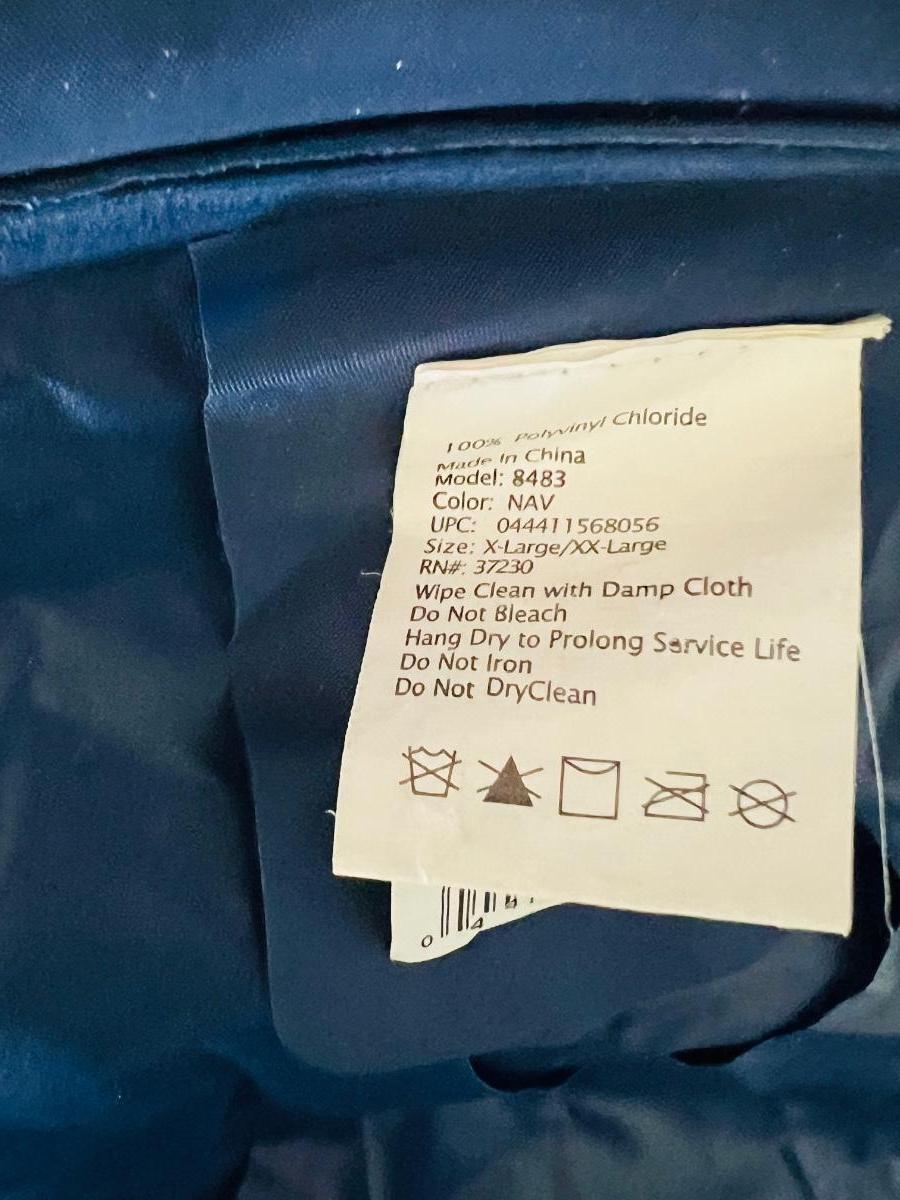 100% Polyvinyl Chloride
Made In China
Model: 8483
Color: NAV
UPC: 044411568056
Size: X-Large/XX-Large
RN#: 37230
Wipe Clean with Damp Cloth
Do Not Bleach
Hang Dry to Prolong Service Life
Do Not Iron
Do Not DryClean
0 4